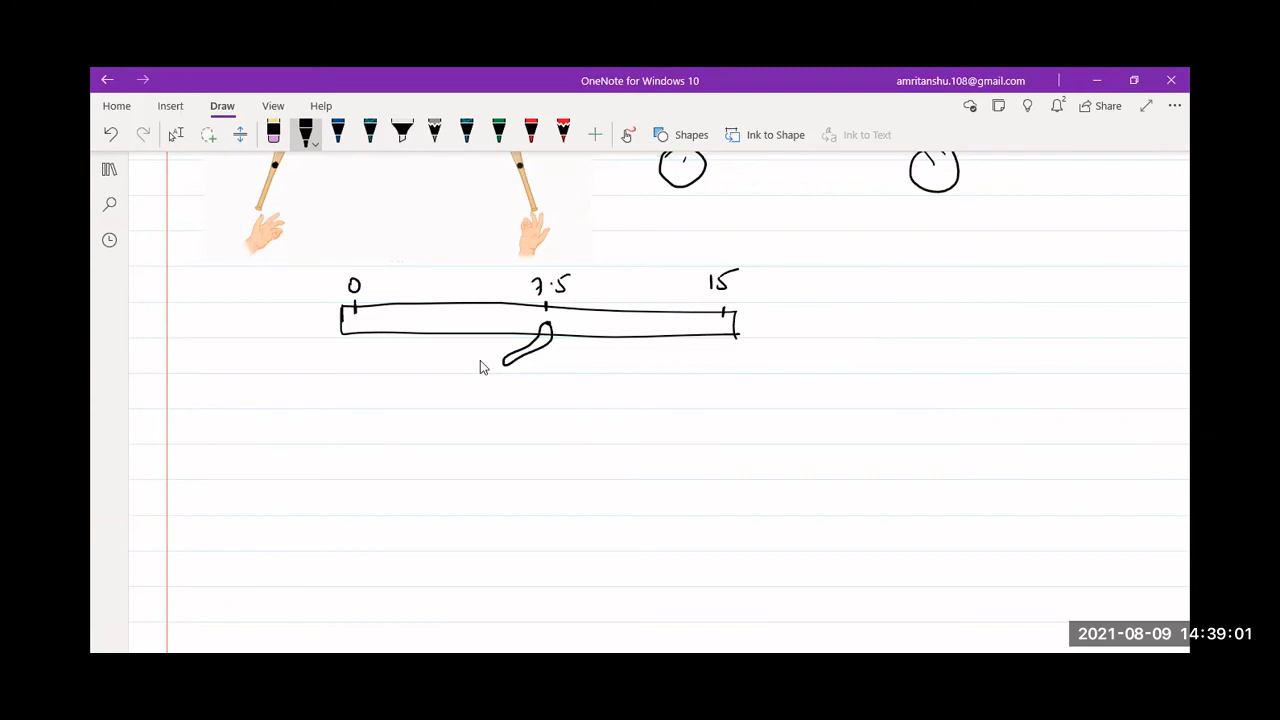 OneNote for Windows 10
amritanshu.108@gmail.com
Home Insert Draw View Help
2
Share
Shapes
Ink to Shape
Ink to Text
0 7.5 15
2021-08-09 14:39:01